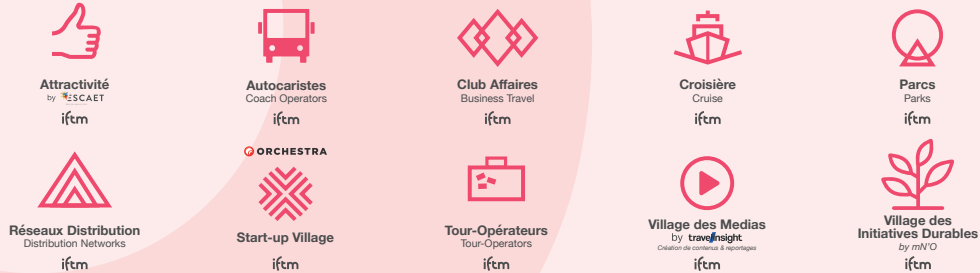 Attractivité
by ESCAET
iftm
Autocaristes
Coach Operators
iftm
Club Affaires
Business Travel
iftm
Croisière
Cruise
iftm
Parcs
Parks
iftm
Réseaux Distribution
Distribution Networks
iftm
ORCHESTRA
Start-up Village
iftm
Tour-Opérateurs
Tour-Operators
iftm
Village des Medias
by travel insight
Création de contenus & reportages
iftm
Village des
Initiatives Durables
by mN'O
iftm